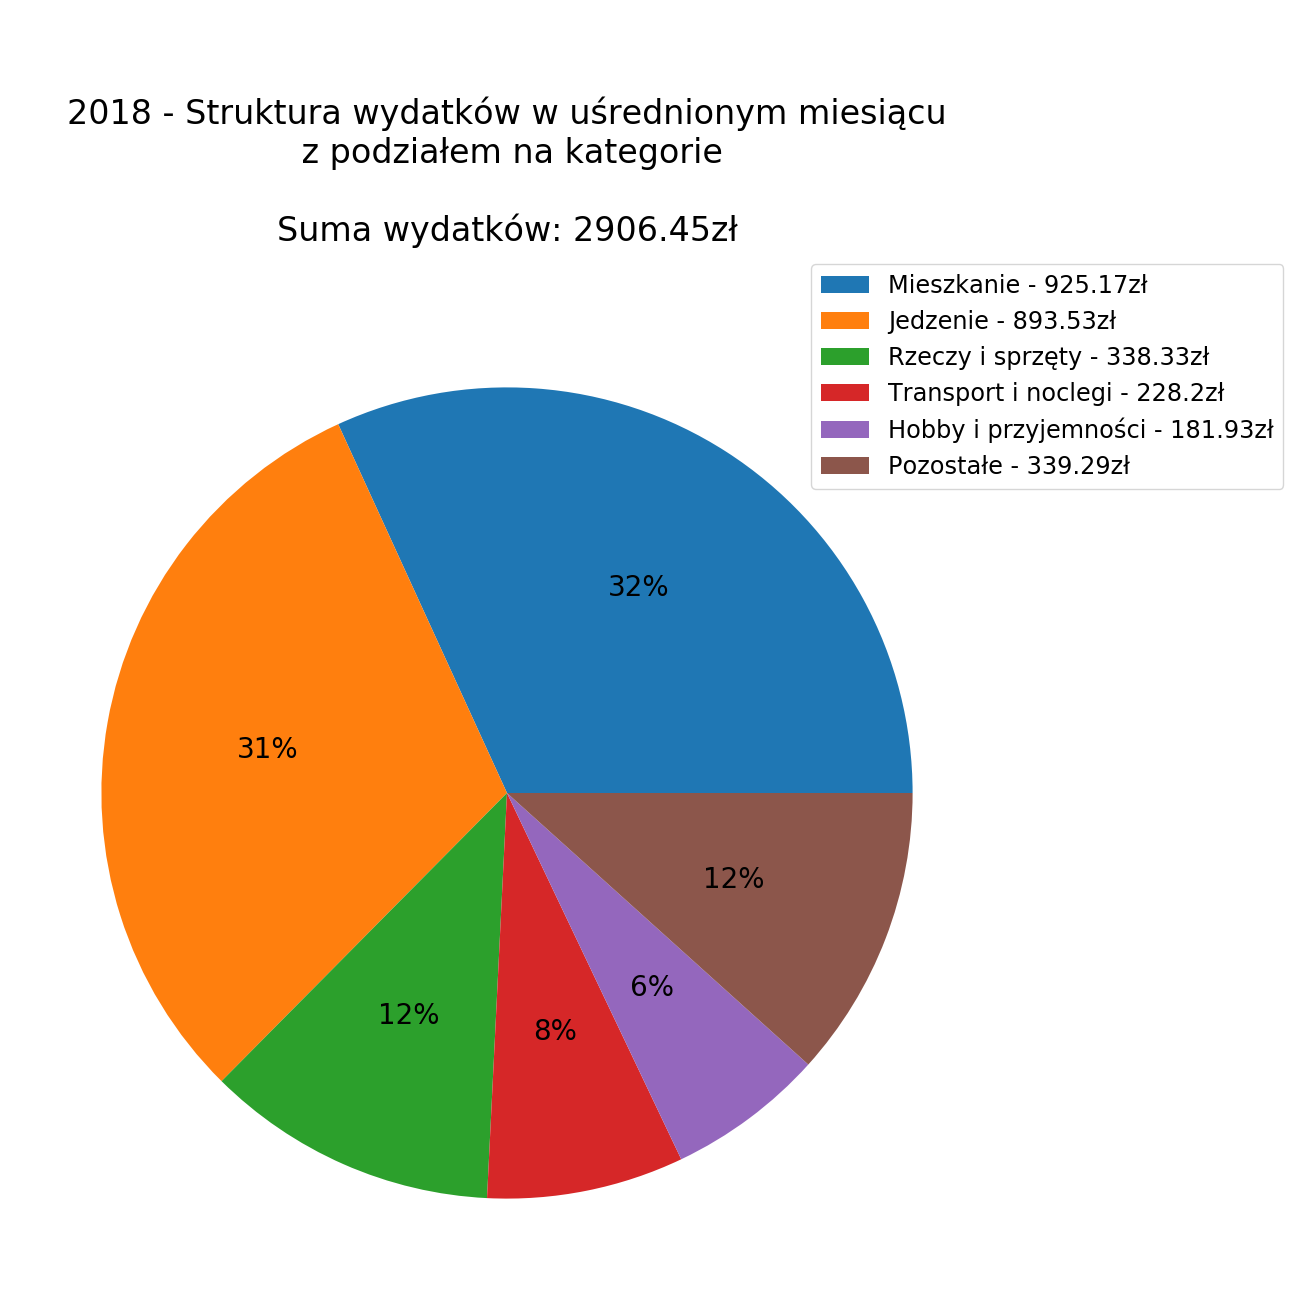 2018 - Struktura wydatków w uśrednionym miesiącu
z podziałem na kategorie
Suma wydatków: 2906.45zł
Mieszkanie - 925.17zł
Jedzenie - 893.53zł
Rzeczy i sprzęty - 338.33zł
Transport i noclegi - 228.2zł
Hobby i przyjemności - 181.93zł
Pozostałe - 339.29zł
32%
31%
12%
12%
6%
8%